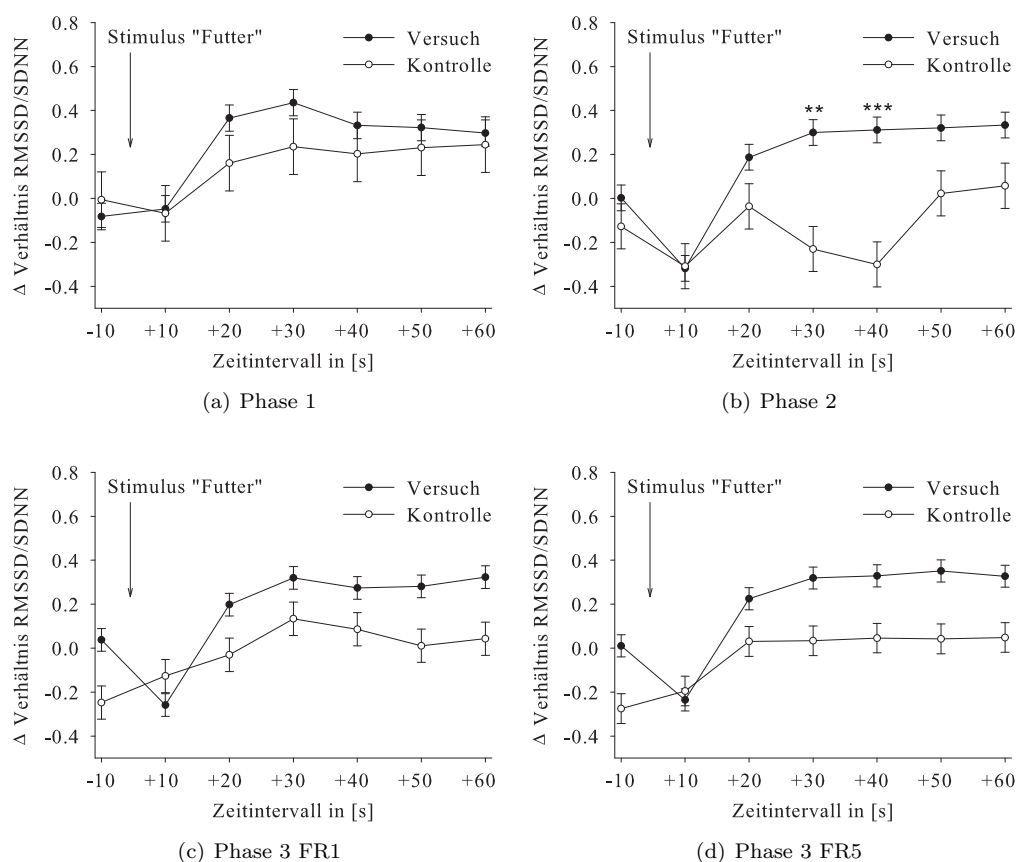 0.8
0.6
0.4
0.2
0.0
-0.2
-0.4
Δ Verhältnis RMSSD/SDNN
Stimulus "Futter"
Versuch
Kontrolle
-10 +10 +20 +30 +40 +50 +60
Zeitintervall in [s]
(a) Phase 1
0.8
0.6
0.4
0.2
0.0
-0.2
-0.4
Δ Verhältnis RMSSD/SDNN
Stimulus "Futter"
Versuch
Kontrolle
** ***
-10 +10 +20 +30 +40 +50 +60
Zeitintervall in [s]
(b) Phase 2
0.8
0.6
0.4
0.2
0.0
-0.2
-0.4
Δ Verhältnis RMSSD/SDNN
Stimulus "Futter"
Versuch
Kontrolle
-10 +10 +20 +30 +40 +50 +60
Zeitintervall in [s]
(c) Phase 3 FR1
0.8
0.6
0.4
0.2
0.0
-0.2
-0.4
Δ Verhältnis RMSSD/SDNN
Stimulus "Futter"
Versuch
Kontrolle
-10 +10 +20 +30 +40 +50 +60
Zeitintervall in [s]
(d) Phase 3 FR5